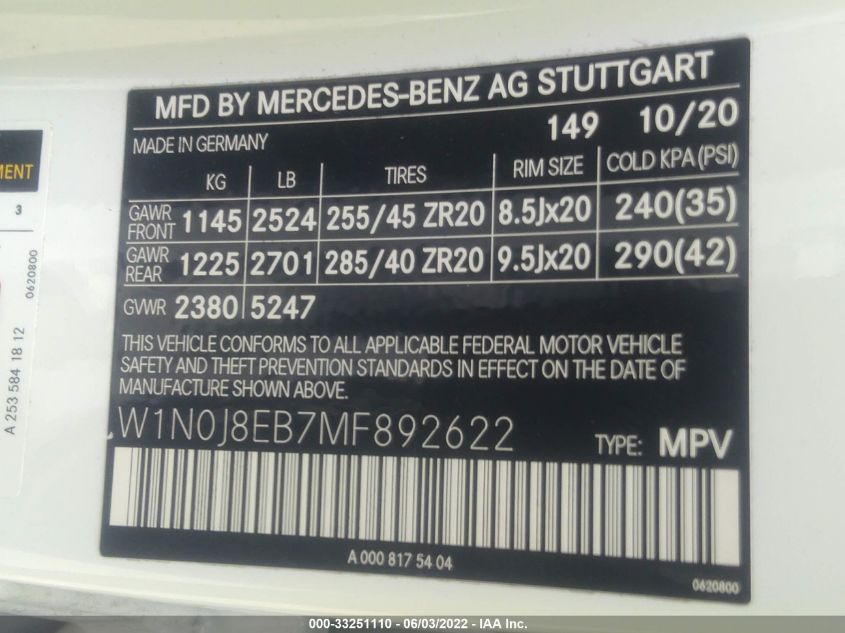 MFD BY MERCEDES-BENZ AG STUTTGART
149 10/20
MADE IN GERMANY
KG LB TIRES RIM SIZE COLD KPA(PSI)
GAWR FRONT 1145 2524 255/45 ZR20 8.5Jx20 240(35)
GAWR REAR 1225 2701 285/40 ZR20 9.5Jx20 290(42)
GVWR 2380 5247
THIS VEHICLE CONFORMS TO ALL APPLICABLE FEDERAL MOTOR VEHICLE
SAFETY AND THEFT PREVENTION STANDARDS IN EFFECT ON THE DATE OF
MANUFACTURE SHOWN ABOVE.
W1N0J8EB7MF892622
TYPE: MPV
A 000 817 54 04
0620800
MENT
3
0620800
A 253 584 18 12
000-33251110 - 06/03/2022 - IAA Inc.